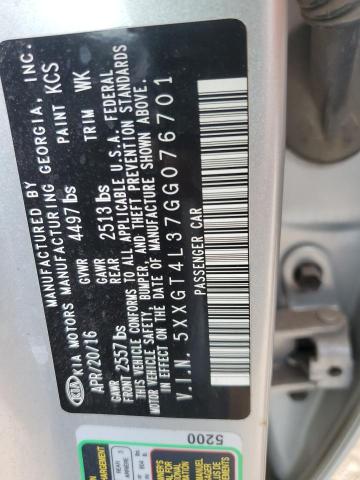 MANUFACTURED BY
KIA KIA MOTORS MANUFACTURING GEORGIA, INC.
APR/20/16 GVWR 4497lbs PAINT KCS
GAWR FRONT 2557lbs GAWR REAR 2513lbs TRIM WK
THIS VEHICLE CONFORMS TO ALL APPLICABLE U.S.A. FEDERAL
MOTOR VEHICLE SAFETY, BUMPER, AND THEFT PREVENTION STANDARDS
IN EFFECT ON THE DATE OF MANUFACTURE SHOWN ABOVE.
V.I.N. 5XXGT4L37GG076701
PASSENGER CAR
5200
REAR